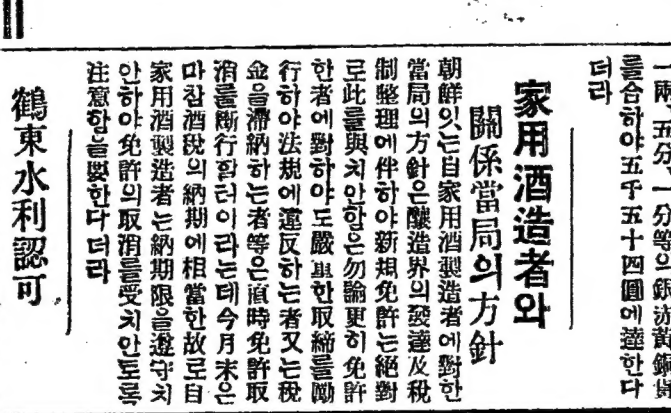 一兩、五分、一分等의銀
를合하야五千五十四圓에達한다
더라
家用酒造者와
關係當局의方針
朝鮮잇는自家用酒製造者에對한
當局의方針은釀造界의發達及稅
制整理에伴하야新規免許는絕對
로此를與치안함은勿論更히免許
한者에對하야도嚴重한取締를勵
行하야法規에違反하는者又는稅
金을滯納하는者等은直時免許取
消를斷行할터이라는데今月末은
마참酒稅의納期에相當한故로自
家用酒製造者는納期限을遵守치
안하야免許의取消를受치안토록
注意함을要한다더라
鶴東水利認可